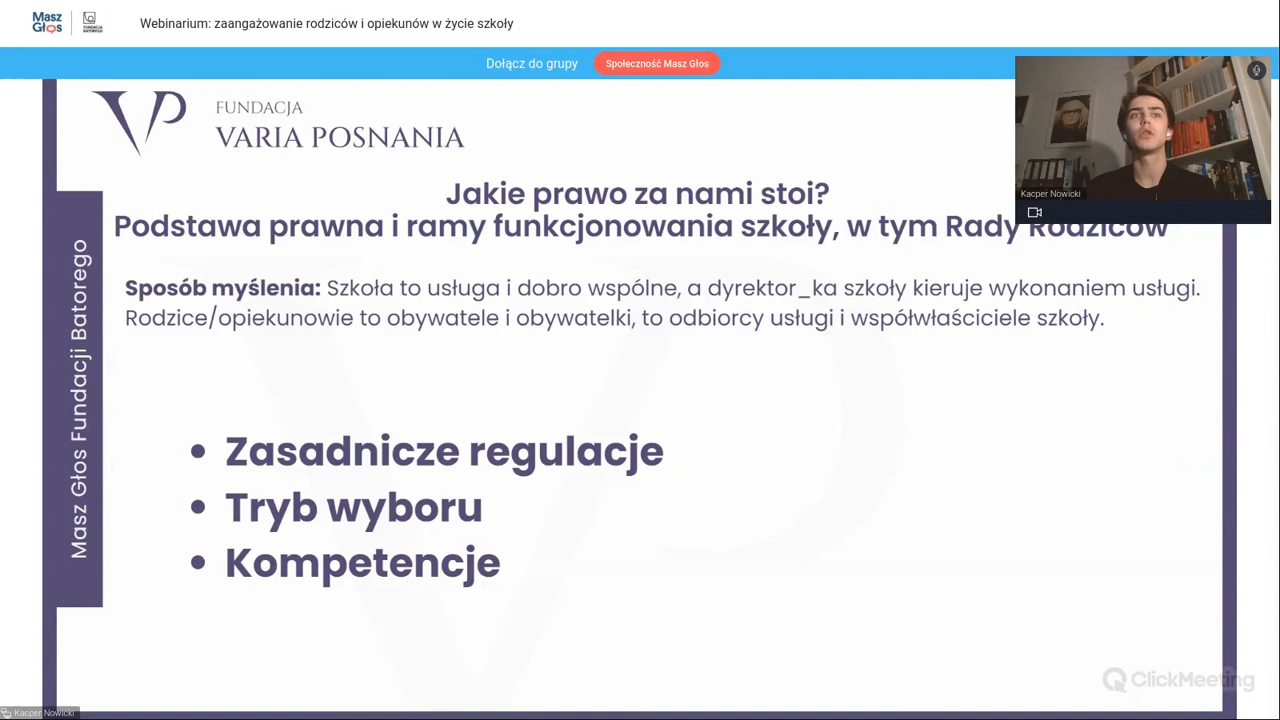 Masz Głos
FUNDACJA BATOREGO
Webinarium: zaangażowanie rodziców i opiekunów w życie szkoły
Dołącz do grupy
Społeczność Masz Głos
FUNDACJA
VARIA POSNANIA
Kacper Nowicki
Jakie prawo za nami stoi?
Podstawa prawna i ramy funkcjonowania szkoły, w tym Rady Rodziców
Masz Głos Fundacji Batorego
Sposób myślenia: Szkoła to usługa i dobro wspólne, a dyrektor_ka szkoły kieruje wykonaniem usługi.
Rodzice/opiekunowie to obywatele i obywatelki, to odbiorcy usługi i współwłaściciele szkoły.
• Zasadnicze regulacje
• Tryb wyboru
• Kompetencje
ClickMeeting
Kacper Nowicki